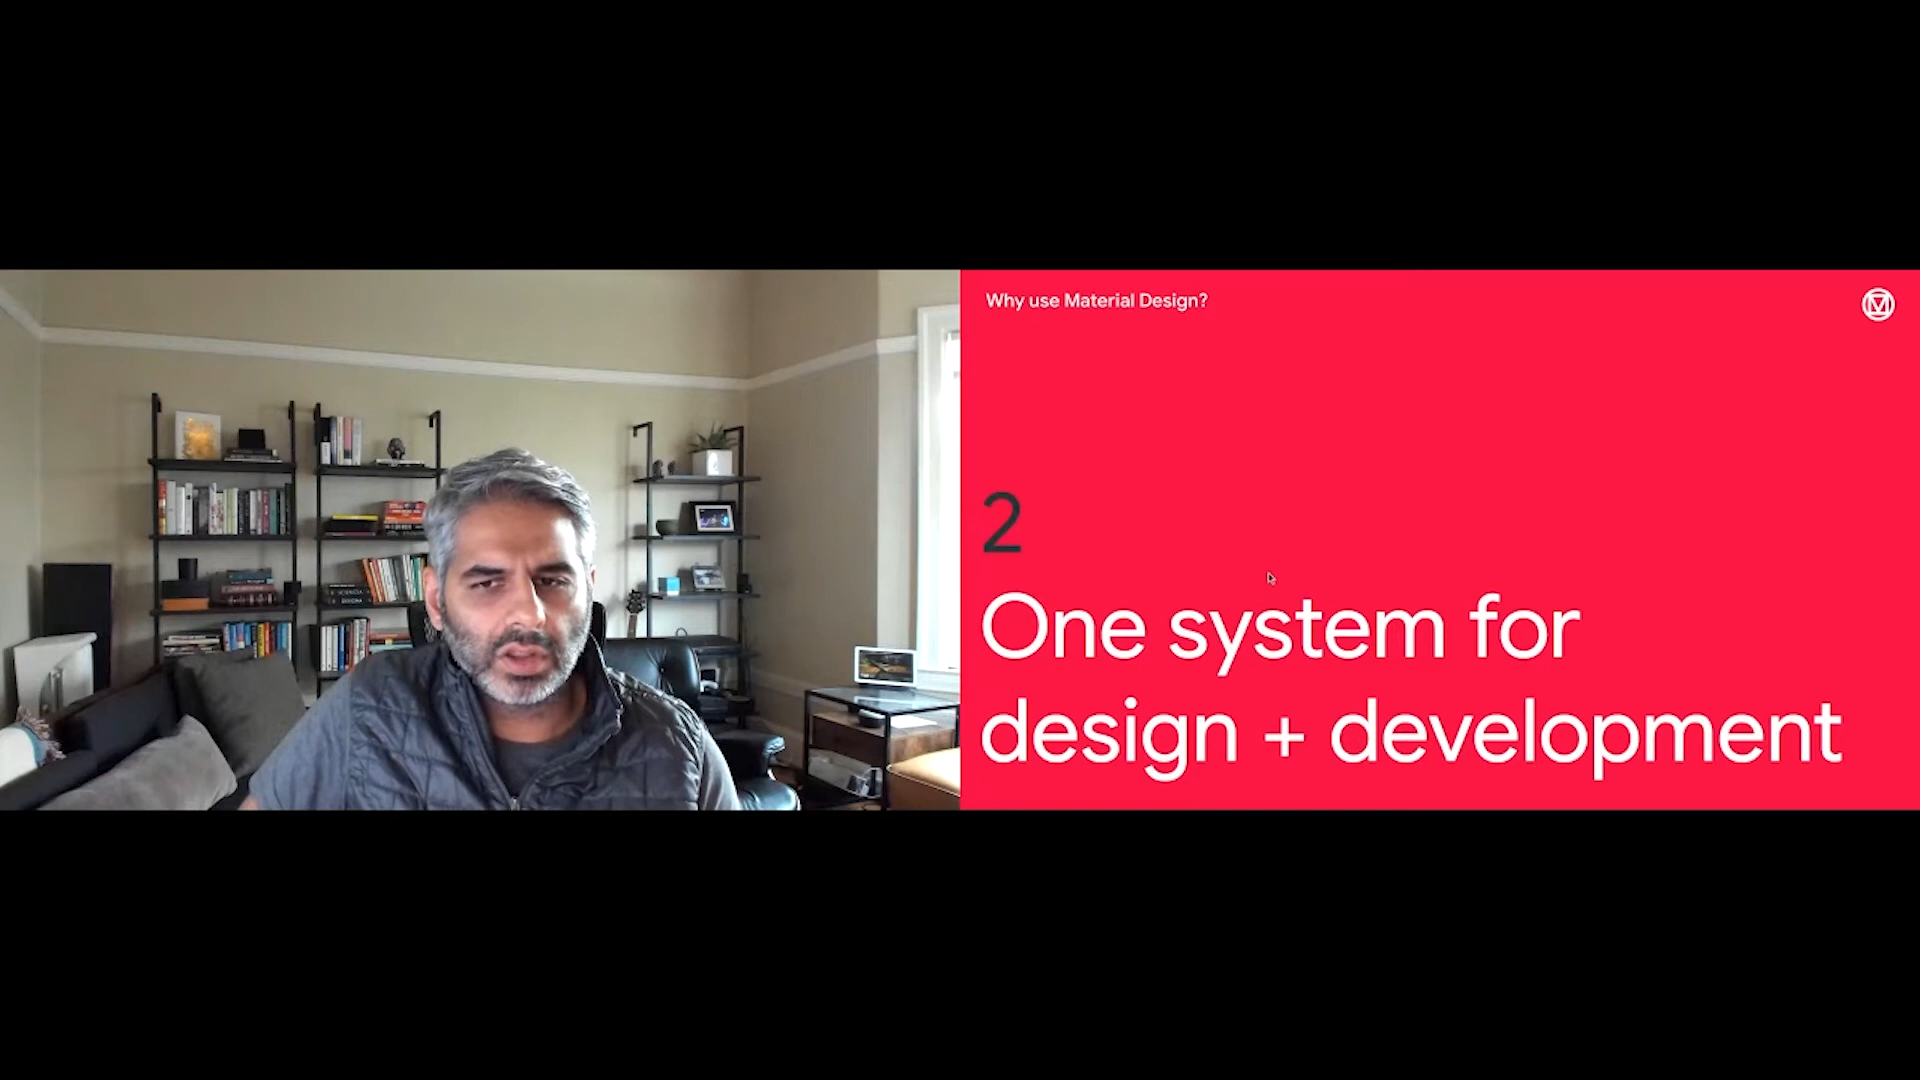 Why use Material Design?
2
One system for
design + development